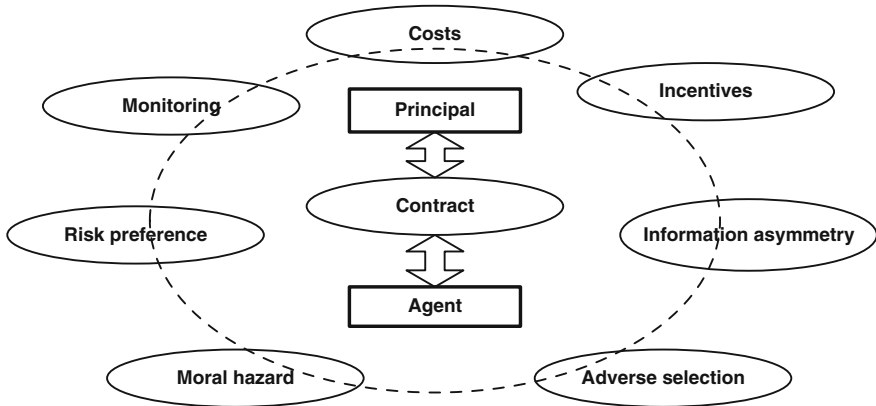 Costs
Monitoring
Incentives
Principal
Contract
Risk preference
Information asymmetry
Agent
Moral hazard
Adverse selection